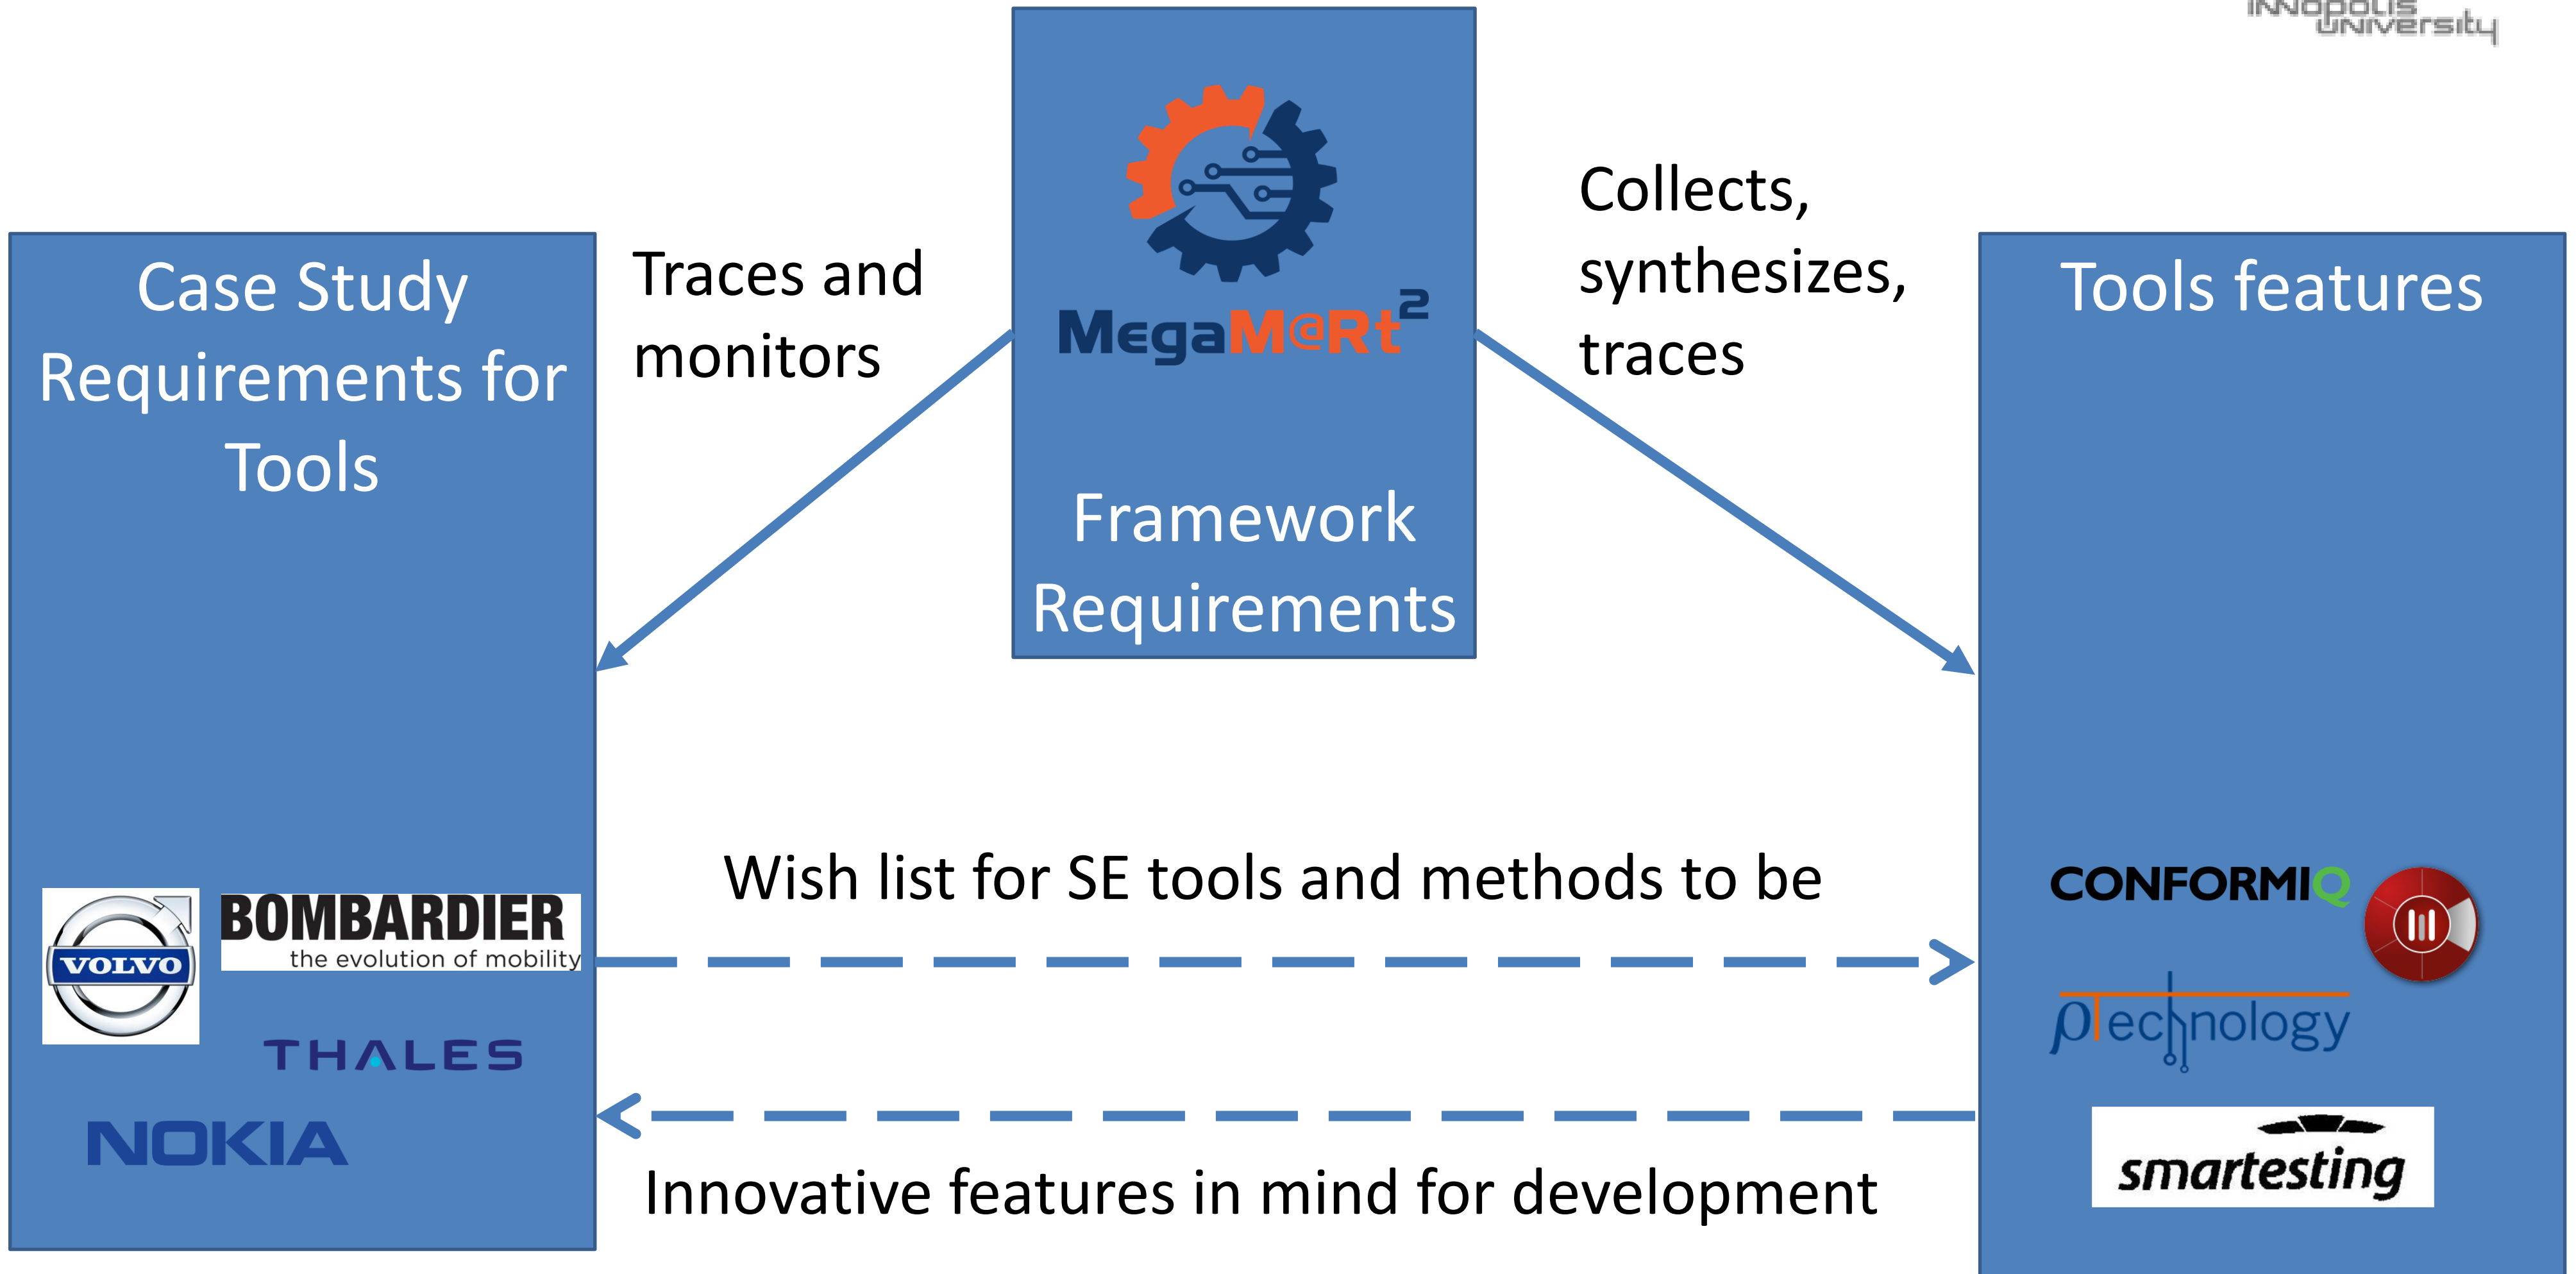 INNOPOLIS
UNIVERSITY
Case Study
Requirements for
Tools
Traces and
monitors
MegaM@Rt²
Framework
Requirements
Collects,
synthesizes,
traces
Tools features
Wish list for SE tools and methods to be
Innovative features in mind for development
VOLVO
BOMBARDIER
the evolution of mobility
THALES
NOKIA
CONFORMIQ
ρTechnology
smartesting